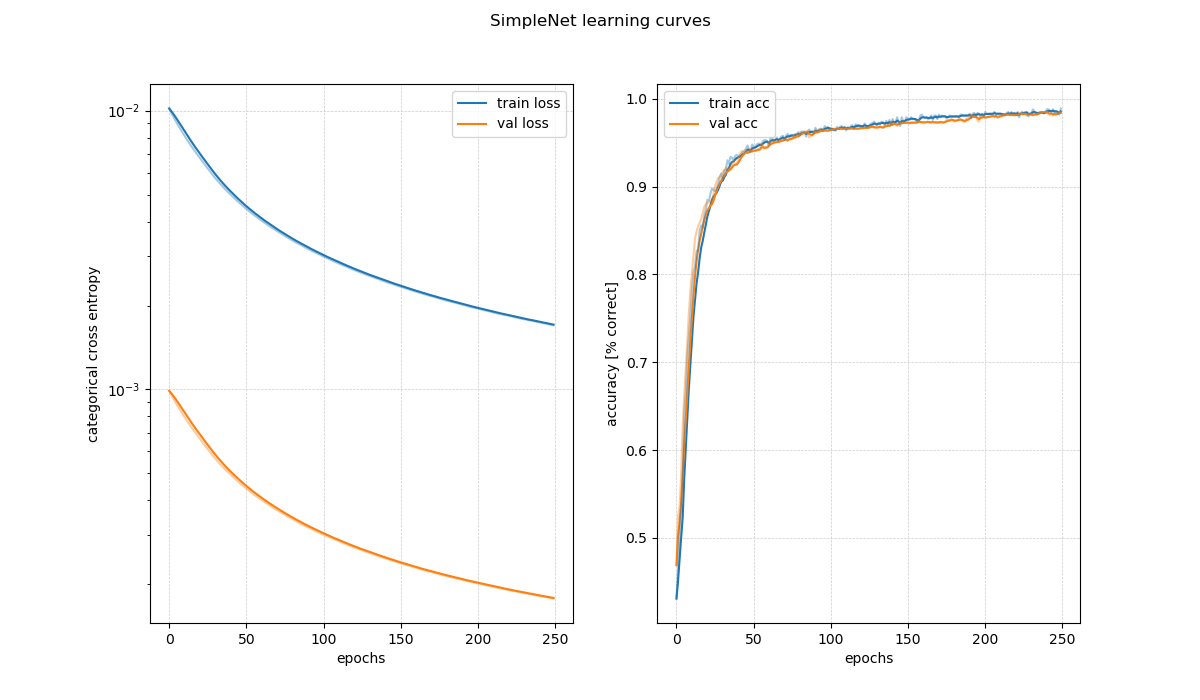 SimpleNet learning curves
categorical cross entropy
10⁻²
10⁻³
train loss
val loss
0 50 100 150 200 250
epochs
accuracy [% correct]
1.0
0.9
0.8
0.7
0.6
0.5
train acc
val acc
0 50 100 150 200 250
epochs